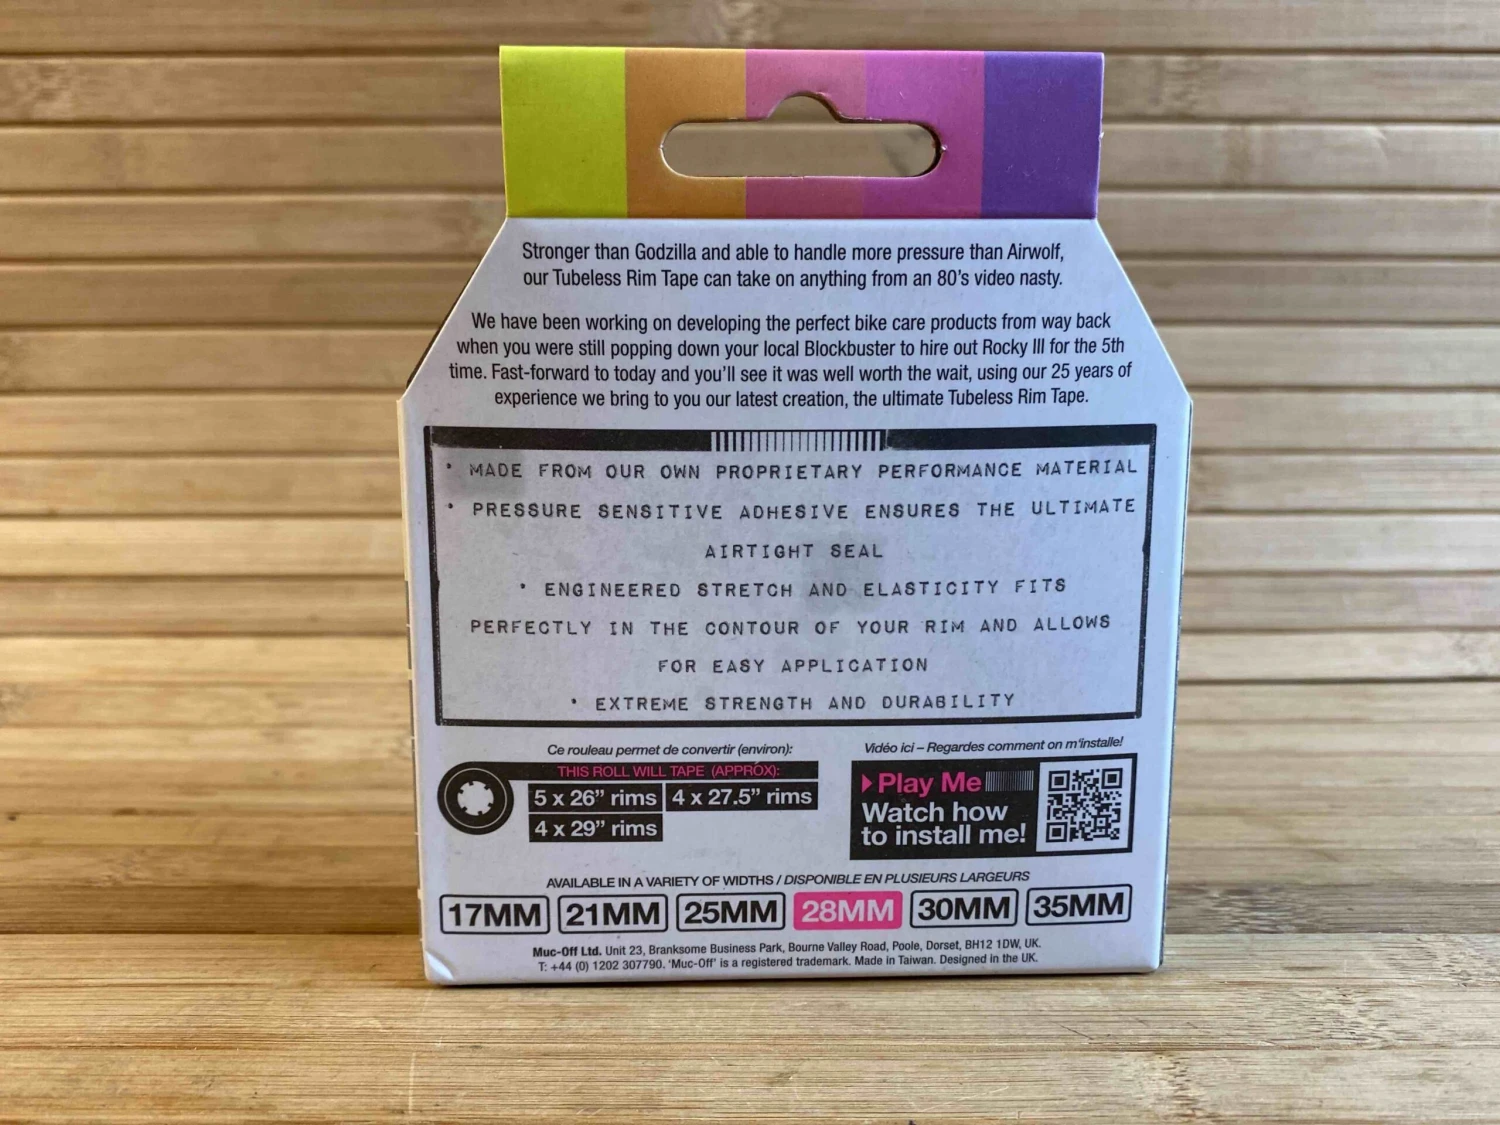 Stronger than Godzilla and able to handle more pressure than Airwolf,
our Tubeless Rim Tape can take on anything from an 80's video nasty.
We have been working on developing the perfect bike care products from way back
when you were still popping down your local Blockbuster to hire out Rocky III for the 5th
time. Fast-forward to today and you'll see it was well worth the wait, using our 25 years of
experience we bring to you our latest creation, the ultimate Tubeless Rim Tape.
• MADE FROM OUR OWN PROPRIETARY PERFORMANCE MATERIAL
• PRESSURE SENSITIVE ADHESIVE ENSURES THE ULTIMATE
AIRTIGHT SEAL
• ENGINEERED STRETCH AND ELASTICITY FITS
PERFECTLY IN THE CONTOUR OF YOUR RIM AND ALLOWS
FOR EASY APPLICATION
• EXTREME STRENGTH AND DURABILITY
Ce rouleau permet de convertir (environ):
THIS ROLL WILL TAPE (APPRÓX):
5 x 26” rims 4 x 27.5” rims
4 x 29” rims
Vidéo ici – Regardes comment on m'installe!
Play Me
Watch how
to install me!
AVAILABLE IN A VARIETY OF WIDTHS / DISPONIBLE EN PLUSIEURS LARGEURS
17MM 21MM 25MM 28MM 30MM 35MM
Muc-Off Ltd. Unit 23, Branksome Business Park, Bourne Valley Road, Poole, Dorset, BH12 1DW, UK.
T: +44 (0) 1202 307790. 'Muc-Off' is a registered trademark. Made in Taiwan. Designed in the UK.